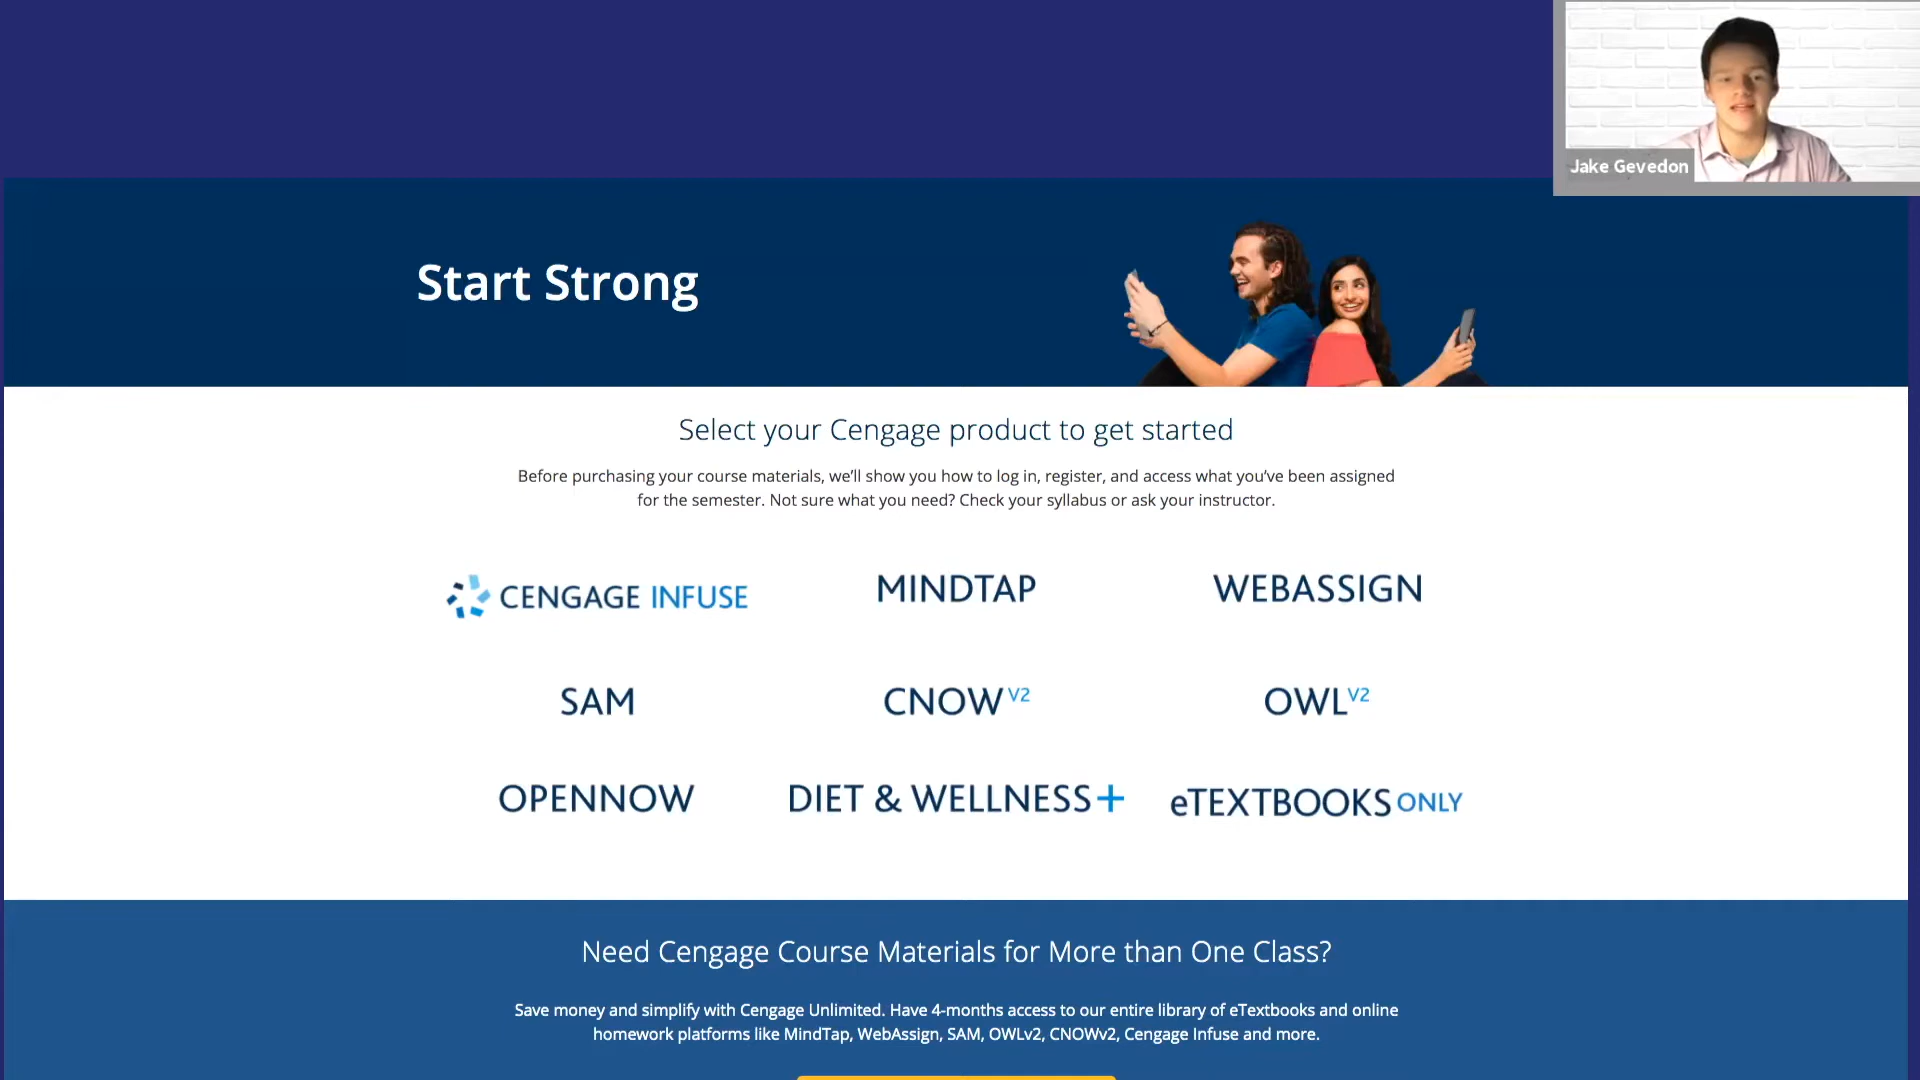 Jake Gevedon
Start Strong
Select your Cengage product to get started
Before purchasing your course materials, we’ll show you how to log in, register, and access what you’ve been assigned
for the semester. Not sure what you need? Check your syllabus or ask your instructor.
CENGAGE INFUSE
MINDTAP
WEBASSIGN
SAM
CNOWV2
OWLV2
OPENNOW
DIET & WELLNESS+
eTEXTBOOKS ONLY
Need Cengage Course Materials for More than One Class?
Save money and simplify with Cengage Unlimited. Have 4-months access to our entire library of eTextbooks and online
homework platforms like MindTap, WebAssign, SAM, OWLv2, CNOWv2, Cengage Infuse and more.